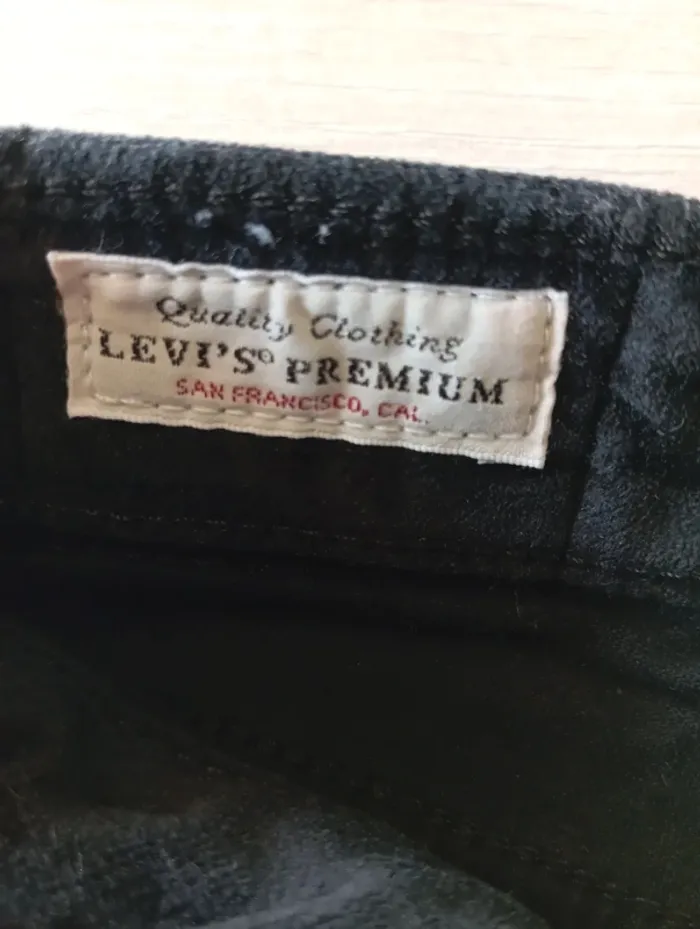 Quality Clothing
LEVI'S® PREMIUM
SAN FRANCISCO, CAL.